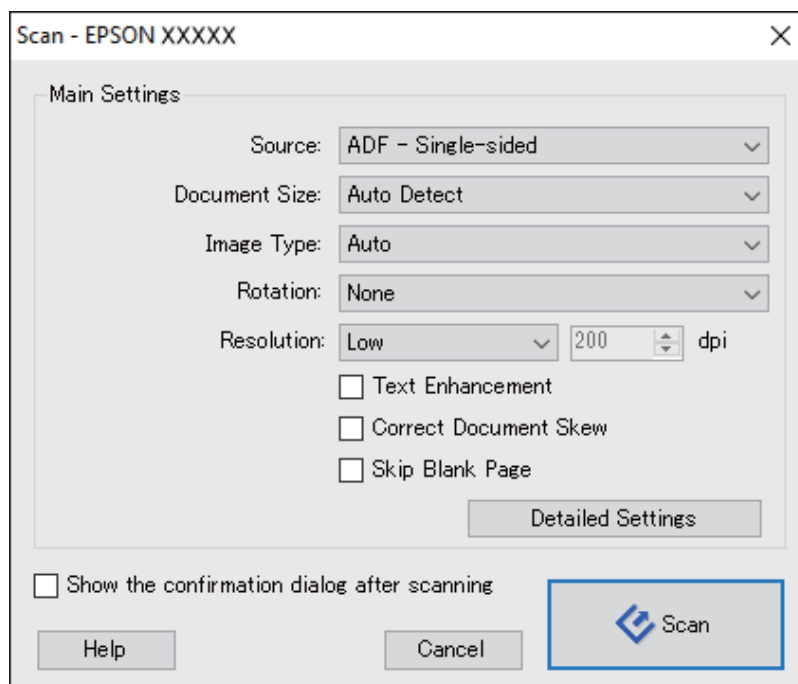 Scan - EPSON XXXXX
Main Settings
Source: ADF - Single-sided
Document Size: Auto Detect
Image Type: Auto
Rotation: None
Resolution: Low 200 dpi
Text Enhancement
Correct Document Skew
Skip Blank Page
Detailed Settings
Show the confirmation dialog after scanning
Help Cancel Scan